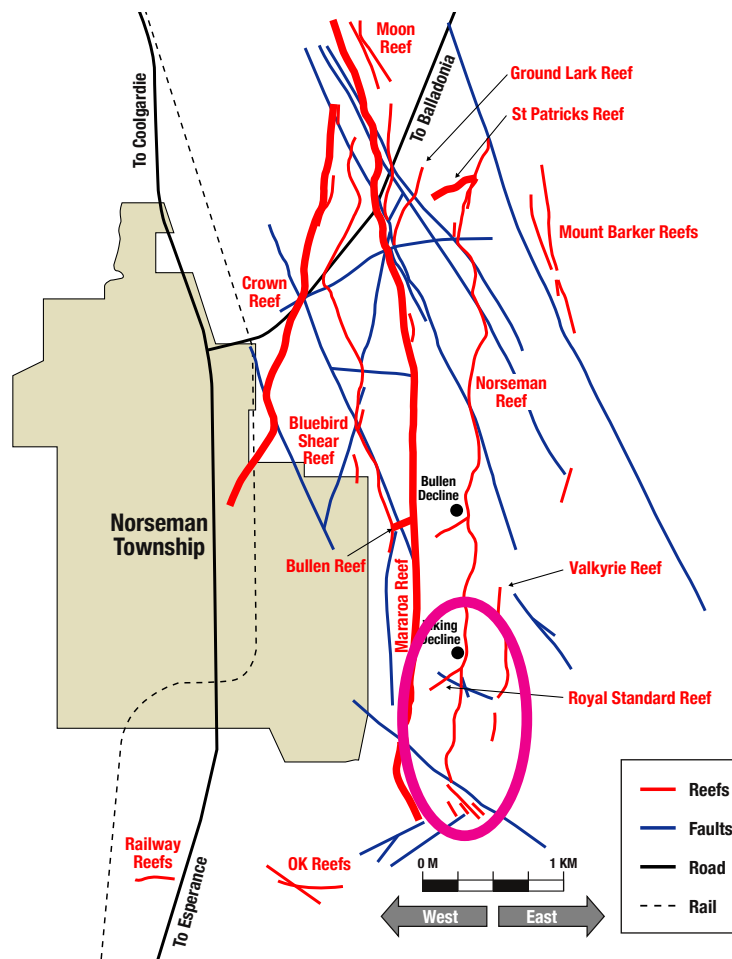 Moon
Reef
To Balladonia
Ground Lark Reef
St Patricks Reef
To Coolgardie
Mount Barker Reefs
Crown
Reef
Norseman
Reef
Bluebird
Shear
Reef
Bullen
Decline
Norseman
Township
Bullen Reef
Mararoa Reef
Valkyrie Reef
Decline
Royal Standard Reef
Railway
Reefs
OK Reefs
To Esperance
0 M
1 KM
West
East
Reefs
Faults
Road
Rail